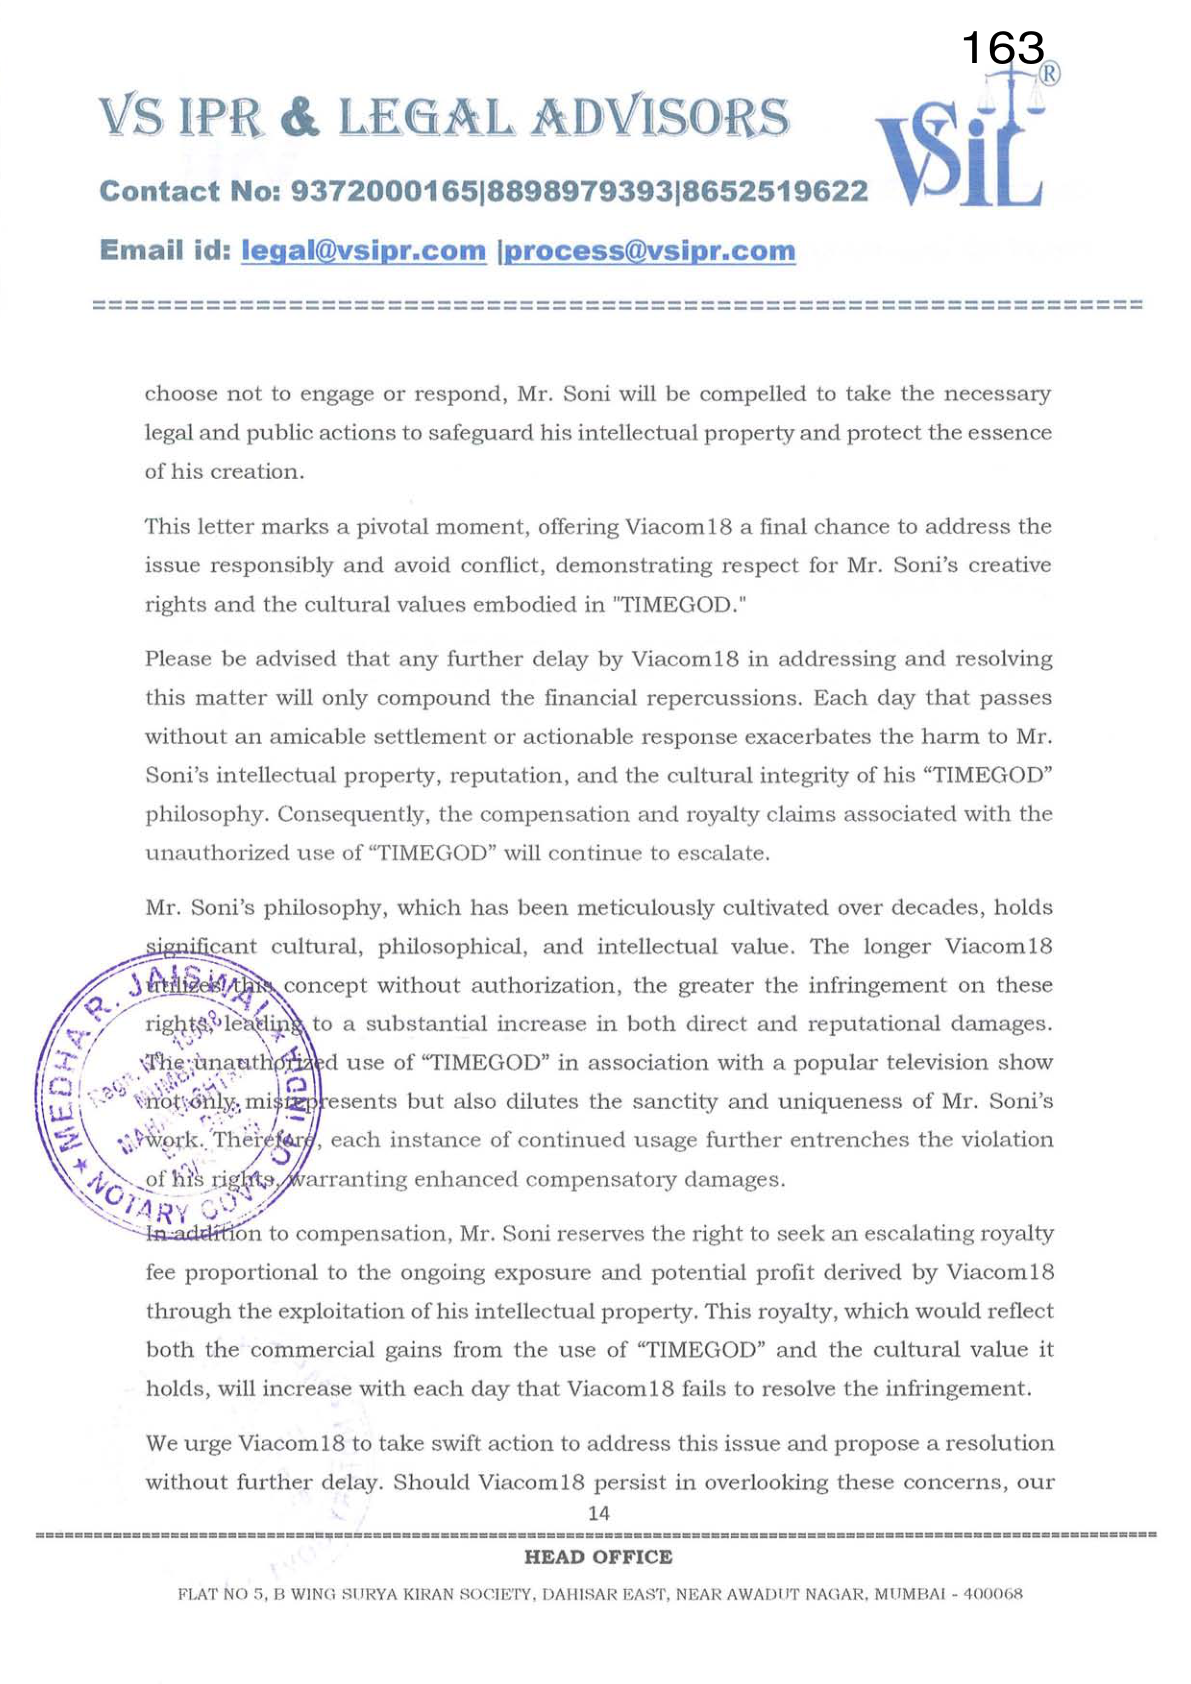 163
VS IPR & LEGAL ADVISORS
VSiL®
Contact No: 9372000165|8898979393|8652519622
Email id: legal@vsipr.com |process@vsipr.com
choose not to engage or respond, Mr. Soni will be compelled to take the necessary
legal and public actions to safeguard his intellectual property and protect the essence
of his creation.
This letter marks a pivotal moment, offering Viacom18 a final chance to address the
issue responsibly and avoid conflict, demonstrating respect for Mr. Soni's creative
rights and the cultural values embodied in "TIMEGOD."
Please be advised that any further delay by Viacom18 in addressing and resolving
this matter will only compound the financial repercussions. Each day that passes
without an amicable settlement or actionable response exacerbates the harm to Mr.
Soni's intellectual property, reputation, and the cultural integrity of his “TIMEGOD”
philosophy. Consequently, the compensation and royalty claims associated with the
unauthorized use of “TIMEGOD” will continue to escalate.
Mr. Soni's philosophy, which has been meticulously cultivated over decades, holds
significant cultural, philosophical, and intellectual value. The longer Viacom18
utilizes this concept without authorization, the greater the infringement on these
rights, leading to a substantial increase in both direct and reputational damages.
The unauthorized use of “TIMEGOD” in association with a popular television show
not only misrepresents but also dilutes the sanctity and uniqueness of Mr. Soni's
work. Therefore, each instance of continued usage further entrenches the violation
of his rights, warranting enhanced compensatory damages.
In addition to compensation, Mr. Soni reserves the right to seek an escalating royalty
fee proportional to the ongoing exposure and potential profit derived by Viacom18
through the exploitation of his intellectual property. This royalty, which would reflect
both the commercial gains from the use of “TIMEGOD” and the cultural value it
holds, will increase with each day that Viacom18 fails to resolve the infringement.
We urge Viacom18 to take swift action to address this issue and propose a resolution
without further delay. Should Viacom18 persist in overlooking these concerns, our
MEDHA R. JAISWAL
NOTARY GOVT. OF
Regn. No.
MUMBAI
14
HEAD OFFICE
FLAT NO 5, B WING SURYA KIRAN SOCIETY, DAHISAR EAST, NEAR AWADUT NAGAR, MUMBAI - 400068